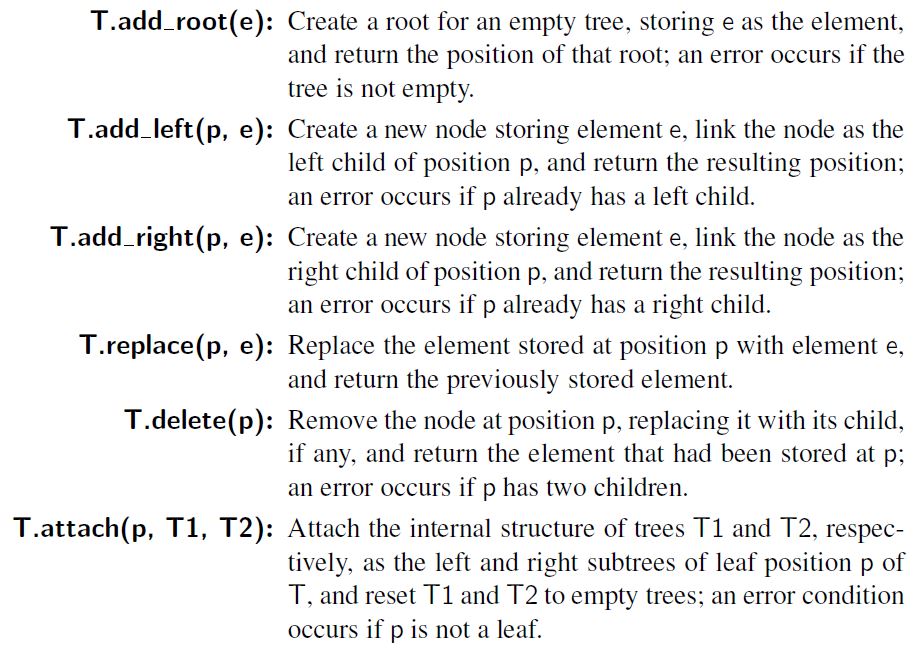 T.add_root(e): Create a root for an empty tree, storing e as the element,
and return the position of that root; an error occurs if the
tree is not empty.
T.add_left(p, e): Create a new node storing element e, link the node as the
left child of position p, and return the resulting position;
an error occurs if p already has a left child.
T.add_right(p, e): Create a new node storing element e, link the node as the
right child of position p, and return the resulting position;
an error occurs if p already has a right child.
T.replace(p, e): Replace the element stored at position p with element e,
and return the previously stored element.
T.delete(p): Remove the node at position p, replacing it with its child,
if any, and return the element that had been stored at p;
an error occurs if p has two children.
T.attach(p, T1, T2): Attach the internal structure of trees T1 and T2, respec-
tively, as the left and right subtrees of leaf position p of
T, and reset T1 and T2 to empty trees; an error condition
occurs if p is not a leaf.